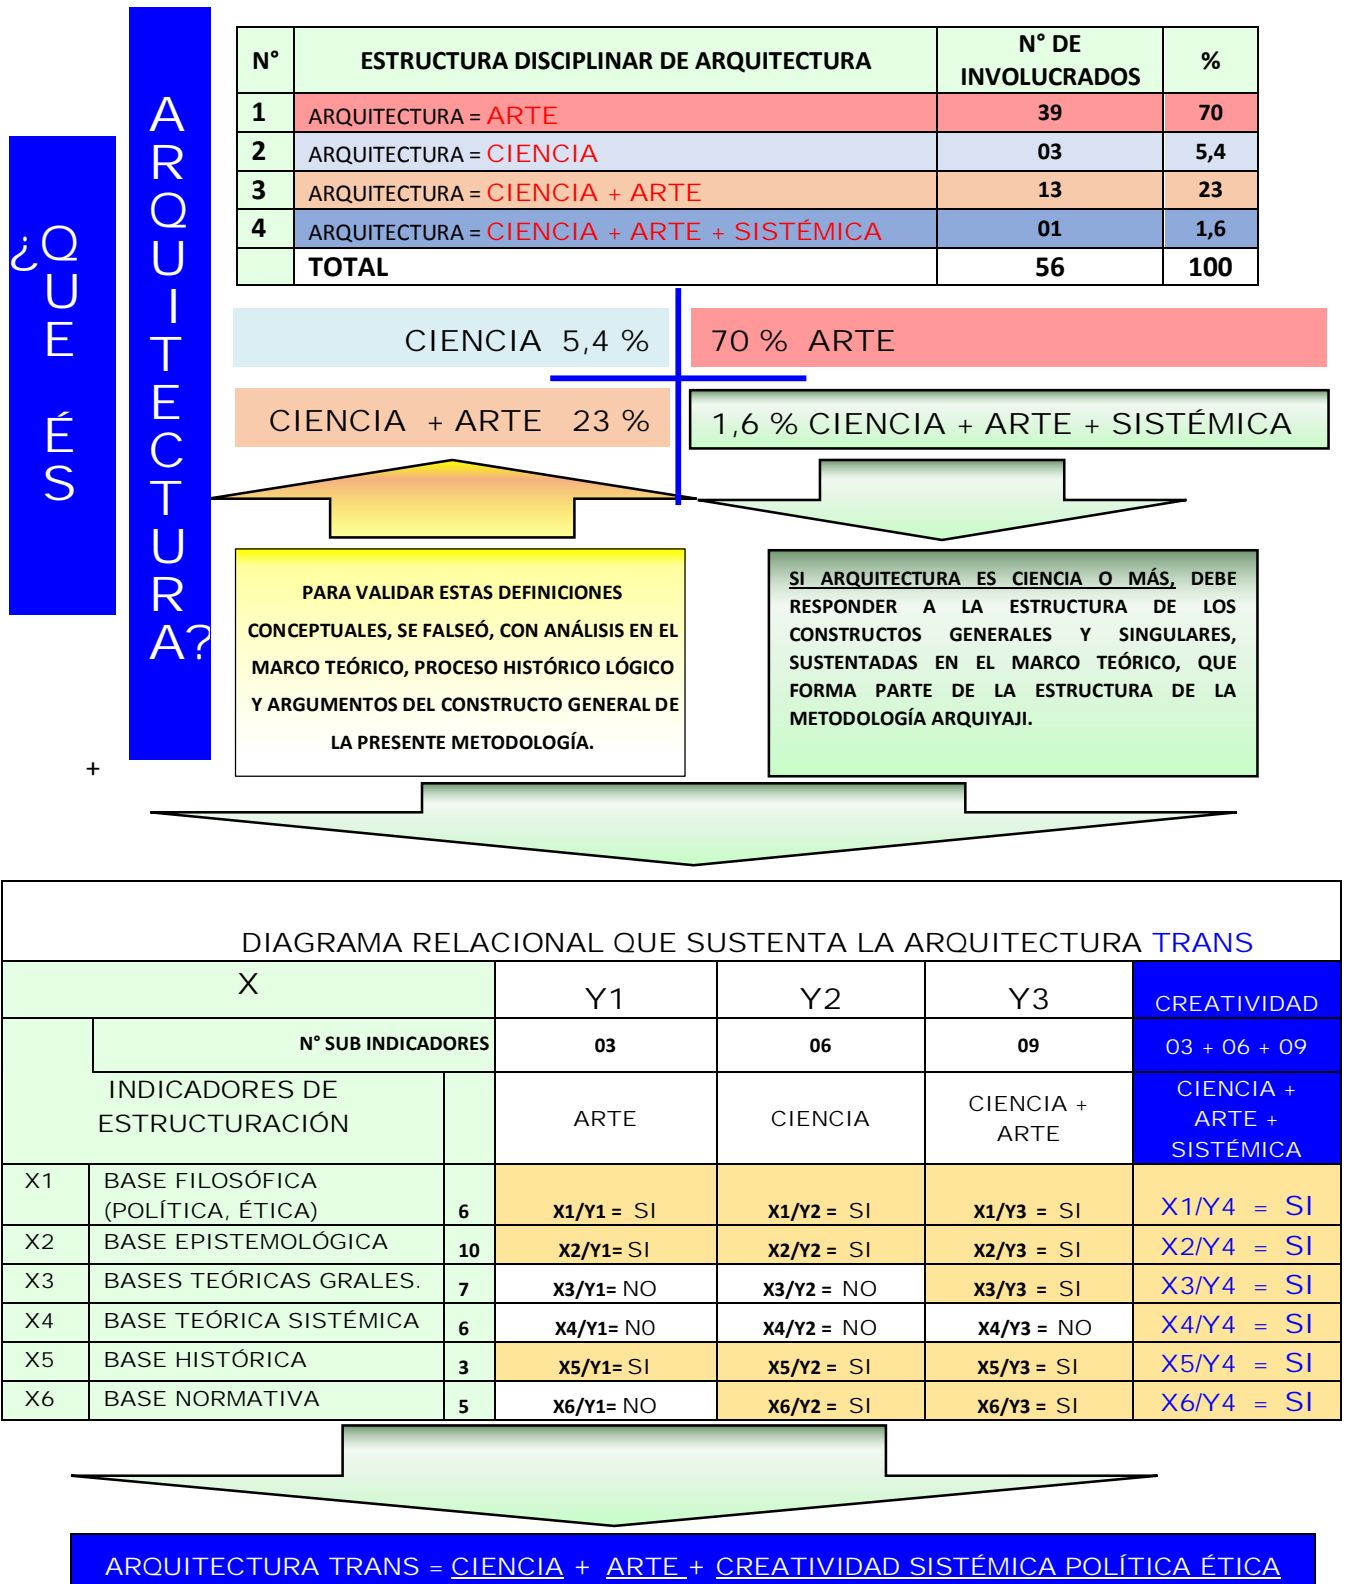 ¿QUE ÉS
ARQUITECTURA?
N° ESTRUCTURA DISCIPLINAR DE ARQUITECTURA N° DE INVOLUCRADOS %
1 ARQUITECTURA = ARTE 39 70
2 ARQUITECTURA = CIENCIA 03 5,4
3 ARQUITECTURA = CIENCIA + ARTE 13 23
4 ARQUITECTURA = CIENCIA + ARTE + SISTÉMICA 01 1,6
TOTAL 56 100
CIENCIA 5,4 %
70 % ARTE
CIENCIA + ARTE 23 %
1,6 % CIENCIA + ARTE + SISTÉMICA
PARA VALIDAR ESTAS DEFINICIONES
CONCEPTUALES, SE FALSEÓ, CON ANÁLISIS EN EL
MARCO TEÓRICO, PROCESO HISTÓRICO LÓGICO
Y ARGUMENTOS DEL CONSTRUCTO GENERAL DE
LA PRESENTE METODOLOGÍA.
SI ARQUITECTURA ES CIENCIA O MÁS, DEBE
RESPONDER A LA ESTRUCTURA DE LOS
CONSTRUCTOS GENERALES Y SINGULARES,
SUSTENTADAS EN EL MARCO TEÓRICO, QUE
FORMA PARTE DE LA ESTRUCTURA DE LA
METODOLOGÍA ARQUIYAJI.
+
DIAGRAMA RELACIONAL QUE SUSTENTA LA ARQUITECTURA TRANS
X Y1 Y2 Y3 CREATIVIDAD
N° SUB INDICADORES 03 06 09 03 + 06 + 09
INDICADORES DE
ESTRUCTURACIÓN
ARTE
CIENCIA
CIENCIA +
ARTE
CIENCIA +
ARTE +
SISTÉMICA
X1 BASE FILOSÓFICA
(POLÍTICA, ÉTICA) 6 X1/Y1 = SI X1/Y2 = SI X1/Y3 = SI X1/Y4 = SI
X2 BASE EPISTEMOLÓGICA 10 X2/Y1= SI X2/Y2 = SI X2/Y3 = SI X2/Y4 = SI
X3 BASES TEÓRICAS GRALES. 7 X3/Y1= NO X3/Y2 = NO X3/Y3 = SI X3/Y4 = SI
X4 BASE TEÓRICA SISTÉMICA 6 X4/Y1= N0 X4/Y2 = NO X4/Y3 = NO X4/Y4 = SI
X5 BASE HISTÓRICA 3 X5/Y1= SI X5/Y2 = SI X5/Y3 = SI X5/Y4 = SI
X6 BASE NORMATIVA 5 X6/Y1= NO X6/Y2 = SI X6/Y3 = SI X6/Y4 = SI
ARQUITECTURA TRANS = CIENCIA + ARTE + CREATIVIDAD SISTÉMICA POLÍTICA ÉTICA